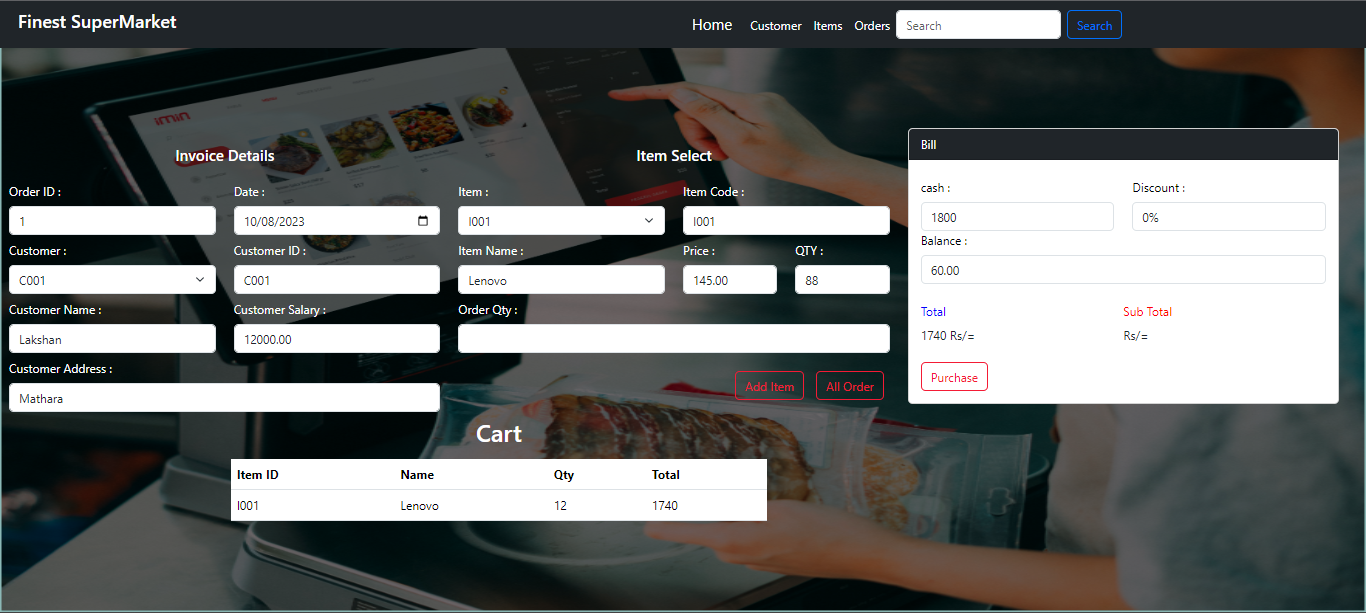 Finest SuperMarket
Home Customer Items Orders Search Search
imin
Invoice Details
Item Select
Order ID : Date : Item : Item Code :
1 10/08/2023 I001 I001
Customer : Customer ID : Item Name : Price : QTY :
C001 C001 Lenovo 145.00 88
Customer Name : Customer Salary : Order Qty :
Lakshan 12000.00
Customer Address :
Mathara
Add Item All Order
Bill
cash : Discount :
1800 0%
Balance :
60.00
Total Sub Total
1740 Rs/= Rs/=
Purchase
Cart
Item ID Name Qty Total
I001 Lenovo 12 1740